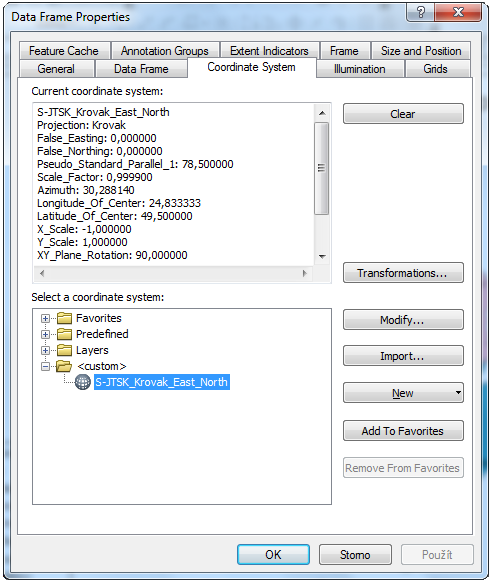 Data Frame Properties
?
Feature Cache
Annotation Groups
Extent Indicators
Frame
Size and Position
General
Data Frame
Coordinate System
Illumination
Grids
Current coordinate system:
S-JTSK_Krovak_East_North
Projection: Krovak
False_Easting: 0,000000
False_Northing: 0,000000
Pseudo_Standard_Parallel_1: 78,500000
Scale_Factor: 0,999900
Azimuth: 30,288140
Longitude_Of_Center: 24,833333
Latitude_Of_Center: 49,500000
X_Scale: -1,000000
Y_Scale: 1,000000
XY_Plane_Rotation: 90,000000
Clear
Transformations...
Select a coordinate system:
Favorites
Predefined
Layers
<custom>
S-JTSK_Krovak_East_North
Modify...
Import...
New
Add To Favorites
Remove From Favorites
OK
Storno
Použít